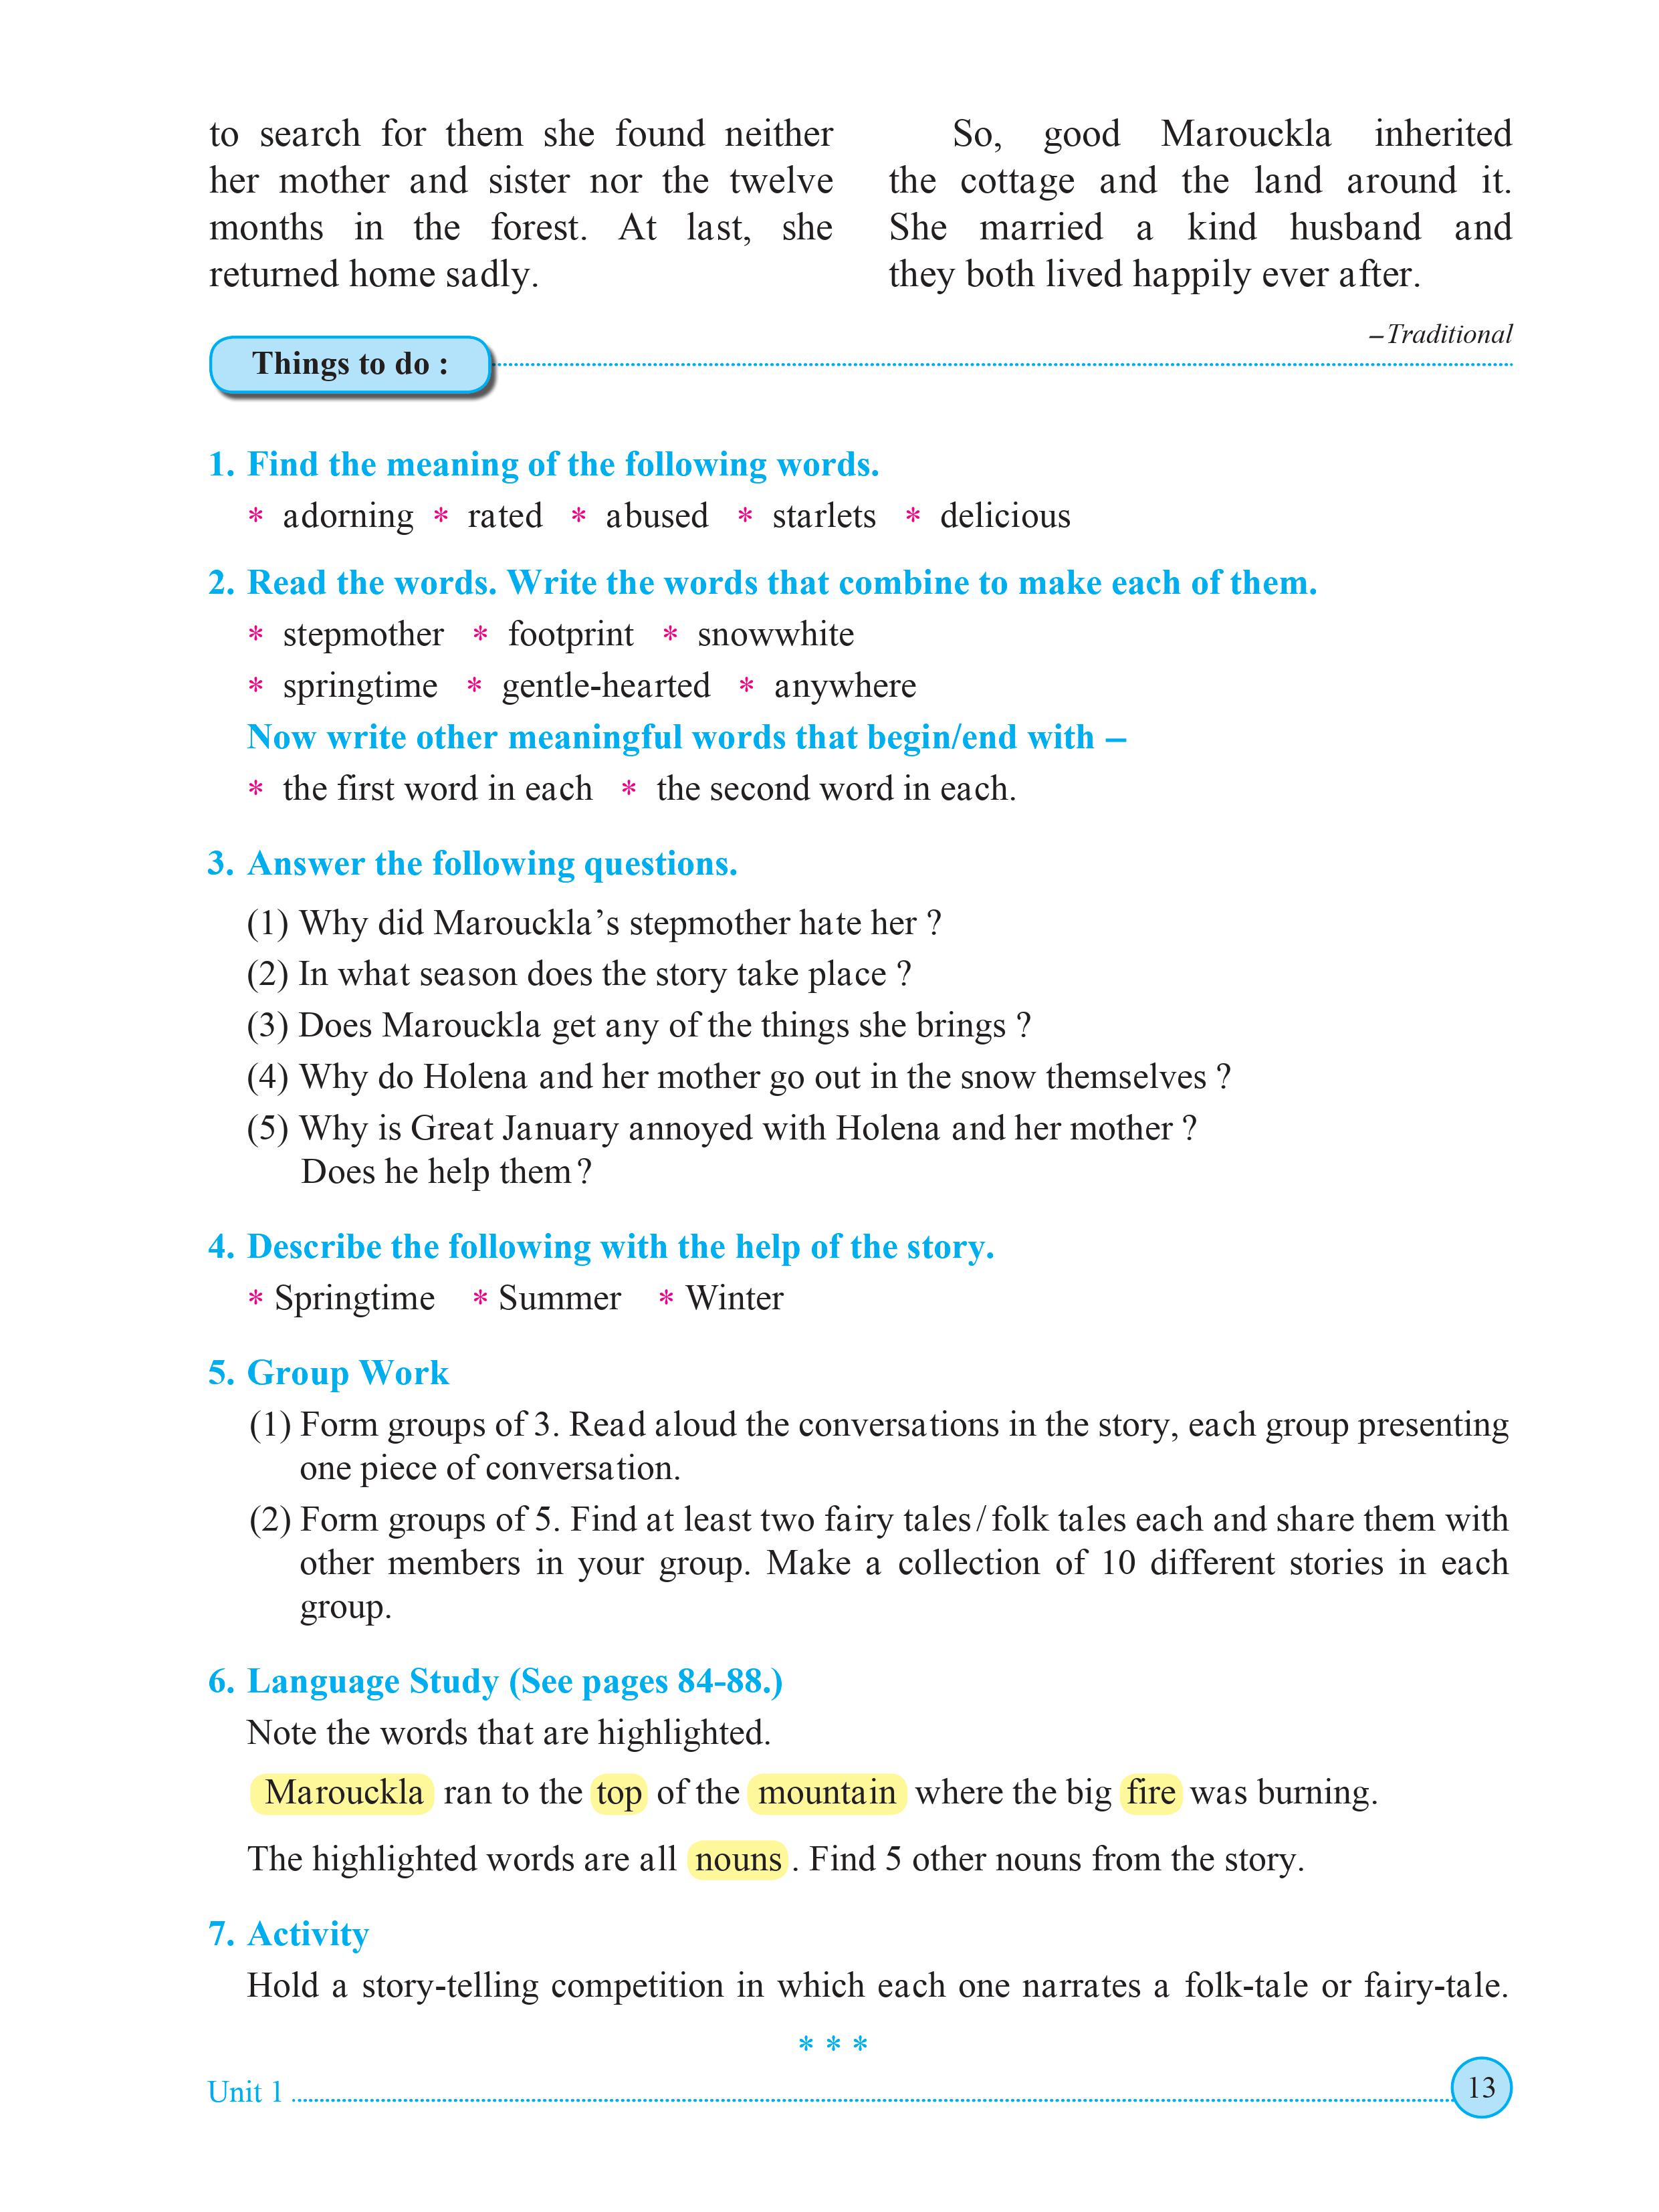 to search for them she found neither
her mother and sister nor the twelve
months in the forest. At last, she
returned home sadly.
So, good Marouckla inherited
the cottage and the land around it.
She married a kind husband and
they both lived happily ever after.
–Traditional
Things to do :
1. Find the meaning of the following words.
* adorning * rated * abused * starlets * delicious
2. Read the words. Write the words that combine to make each of them.
* stepmother * footprint * snowwhite
* springtime * gentle-hearted * anywhere
Now write other meaningful words that begin/end with –
* the first word in each * the second word in each.
3. Answer the following questions.
(1) Why did Marouckla’s stepmother hate her ?
(2) In what season does the story take place ?
(3) Does Marouckla get any of the things she brings ?
(4) Why do Holena and her mother go out in the snow themselves ?
(5) Why is Great January annoyed with Holena and her mother ?
Does he help them ?
4. Describe the following with the help of the story.
* Springtime * Summer * Winter
5. Group Work
(1) Form groups of 3. Read aloud the conversations in the story, each group presenting
one piece of conversation.
(2) Form groups of 5. Find at least two fairy tales / folk tales each and share them with
other members in your group. Make a collection of 10 different stories in each
group.
6. Language Study (See pages 84-88.)
Note the words that are highlighted.
Marouckla ran to the top of the mountain where the big fire was burning.
The highlighted words are all nouns . Find 5 other nouns from the story.
7. Activity
Hold a story-telling competition in which each one narrates a folk-tale or fairy-tale.
* * *
Unit 1
13